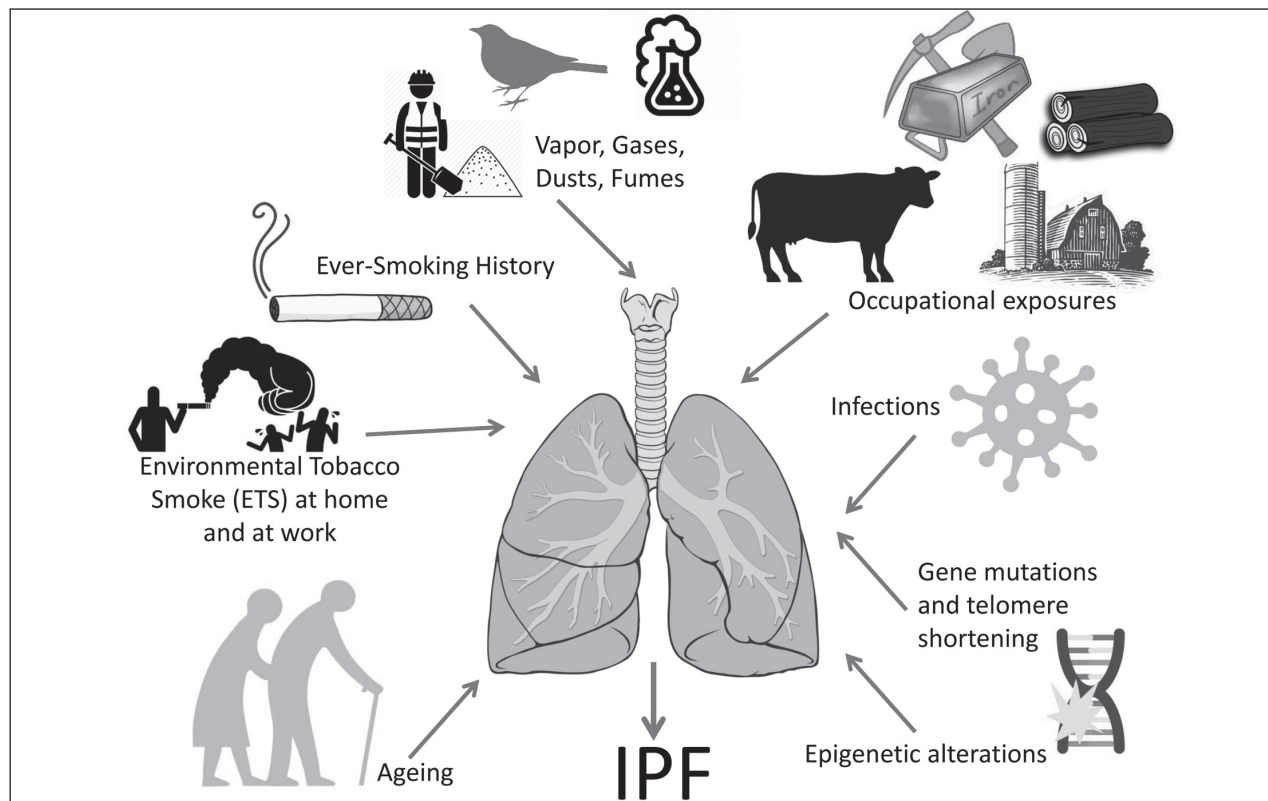 Iron
Vapor, Gases,
Dusts, Fumes
Ever-Smoking History
Occupational exposures
Infections
Environmental Tobacco
Smoke (ETS) at home
and at work
Gene mutations
and telomere
shortening
Epigenetic alterations
Ageing
IPF